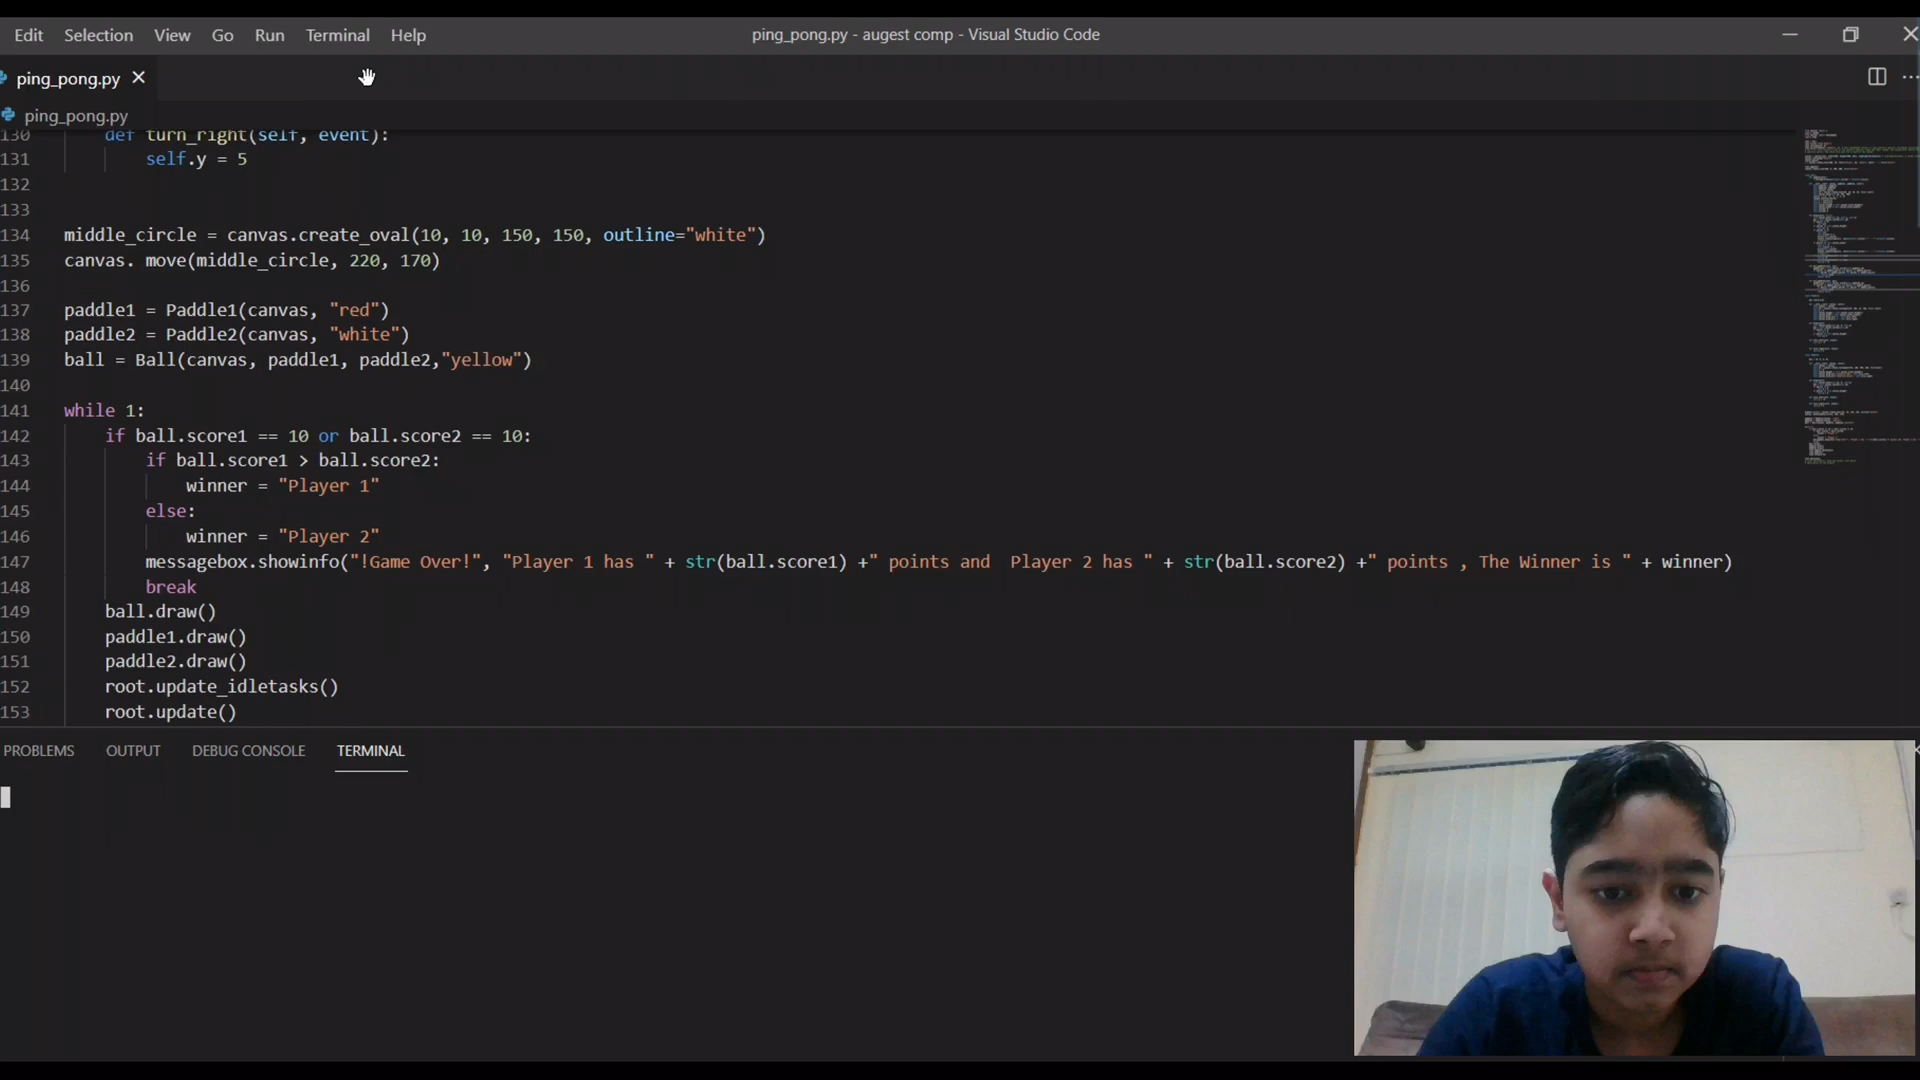 Edit Selection View Go Run Terminal Help ping_pong.py - augest comp - Visual Studio Code
ping_pong.py
ping_pong.py
130 def turn_right(self, event):
131 self.y = 5
132
133
134 middle_circle = canvas.create_oval(10, 10, 150, 150, outline="white")
135 canvas. move(middle_circle, 220, 170)
136
137 paddle1 = Paddle1(canvas, "red")
138 paddle2 = Paddle2(canvas, "white")
139 ball = Ball(canvas, paddle1, paddle2,"yellow")
140
141 while 1:
142 if ball.score1 == 10 or ball.score2 == 10:
143 if ball.score1 > ball.score2:
144 winner = "Player 1"
145 else:
146 winner = "Player 2"
147 messagebox.showinfo("!Game Over!", "Player 1 has " + str(ball.score1) +" points and  Player 2 has " + str(ball.score2) +" points , The Winner is " + winner)
148 break
149 ball.draw()
150 paddle1.draw()
151 paddle2.draw()
152 root.update_idletasks()
153 root.update()
PROBLEMS OUTPUT DEBUG CONSOLE TERMINAL